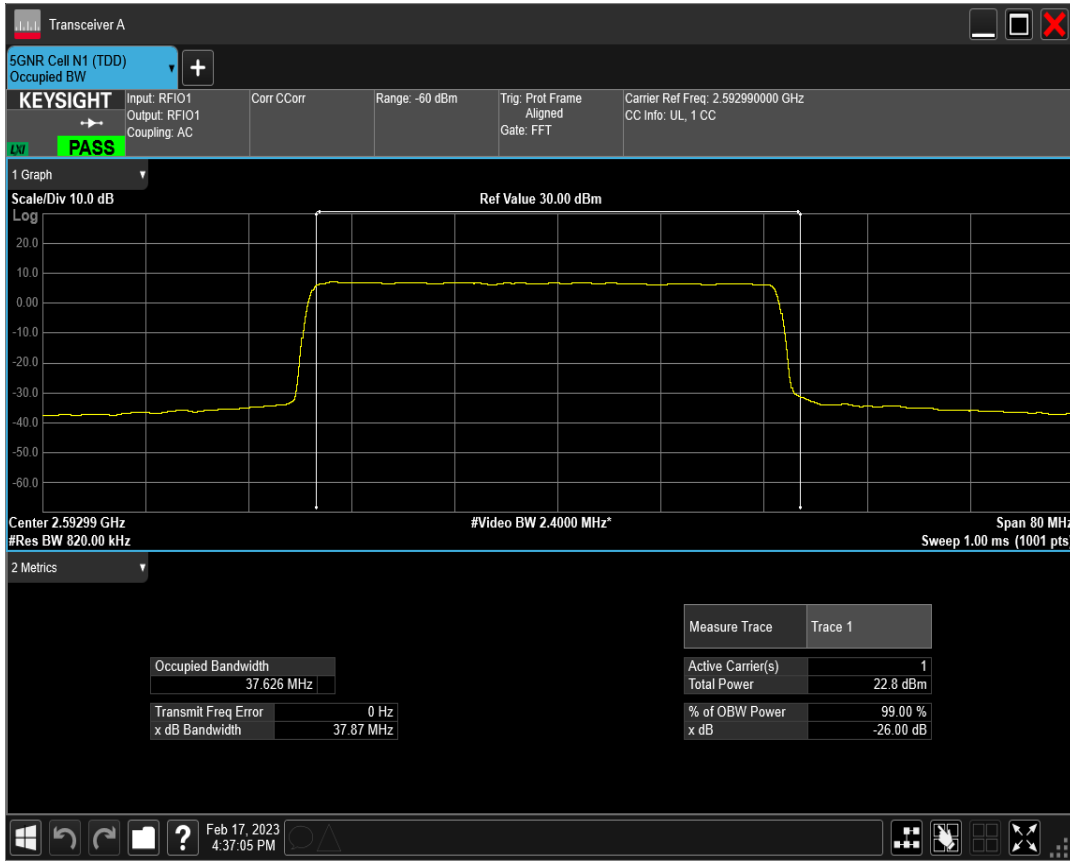 Transceiver A
5GNR Cell N1 (TDD)
Occupied BW
+
KEYSIGHT
LXI
PASS
Input: RFIO1
Output: RFIO1
Coupling: AC
Corr CCorr
Range: -60 dBm
Trig: Prot Frame
Aligned
Gate: FFT
Carrier Ref Freq: 2.592990000 GHz
CC Info: UL, 1 CC
1 Graph
Scale/Div 10.0 dB
Ref Value 30.00 dBm
Log
20.0
10.0
0.00
-10.0
-20.0
-30.0
-40.0
-50.0
-60.0
Center 2.59299 GHz
#Video BW 2.4000 MHz*
Span 80 MHz
#Res BW 820.00 kHz
Sweep 1.00 ms (1001 pts)
2 Metrics
Measure Trace Trace 1
Occupied Bandwidth
37.626 MHz
Active Carrier(s) 1
Total Power 22.8 dBm
Transmit Freq Error 0 Hz
x dB Bandwidth 37.87 MHz
% of OBW Power 99.00 %
x dB -26.00 dB
?
Feb 17, 2023
4:37:05 PM